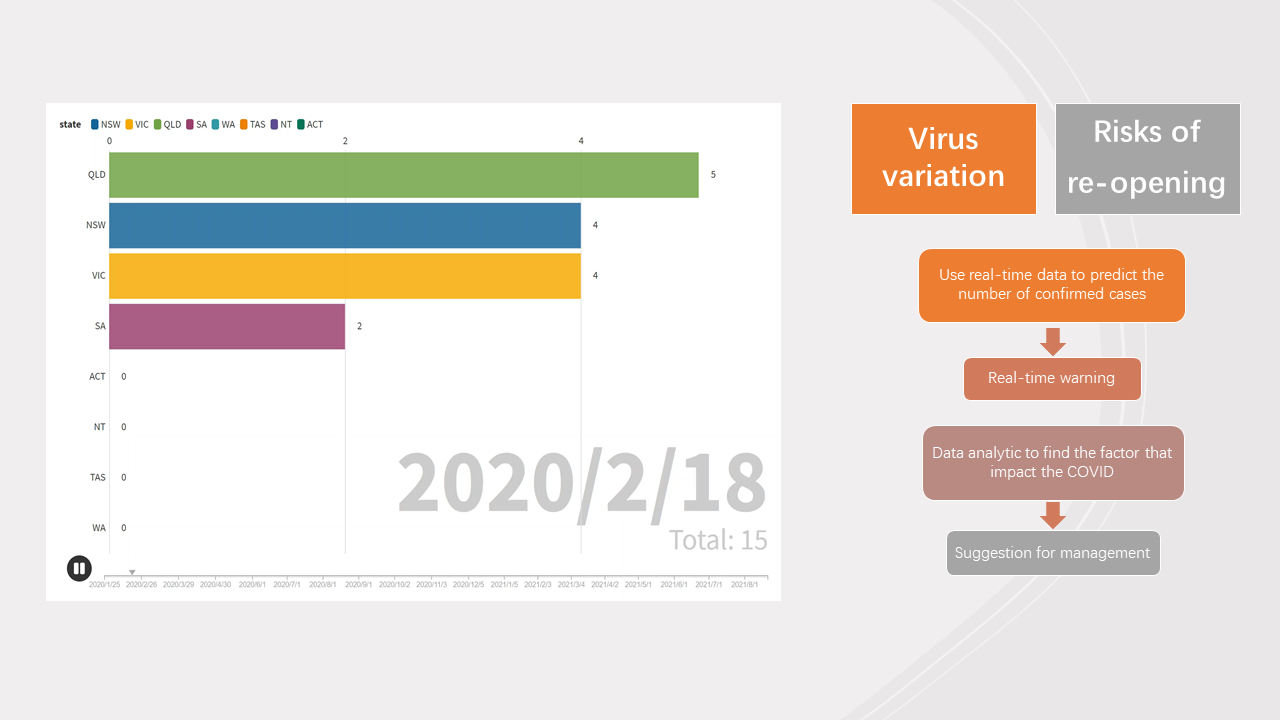 state NSW VIC QLD SA WA TAS NT ACT
0 2 4
QLD 5
NSW 4
VIC 4
SA 2
ACT 0
NT 0
TAS 0
WA 0
2020/2/18
Total: 15
2020/1/25 2020/2/26 2020/3/29 2020/4/30 2020/6/1 2020/7/1 2020/8/1 2020/9/1 2020/10/2 2020/11/3 2020/12/5 2021/1/5 2021/2/3 2021/3/4 2021/4/2 2021/5/1 2021/6/1 2021/7/1 2021/8/1
Virus
variation
Risks of
re-opening
Use real-time data to predict the
number of confirmed cases
Real-time warning
Data analytic to find the factor that
impact the COVID
Suggestion for management